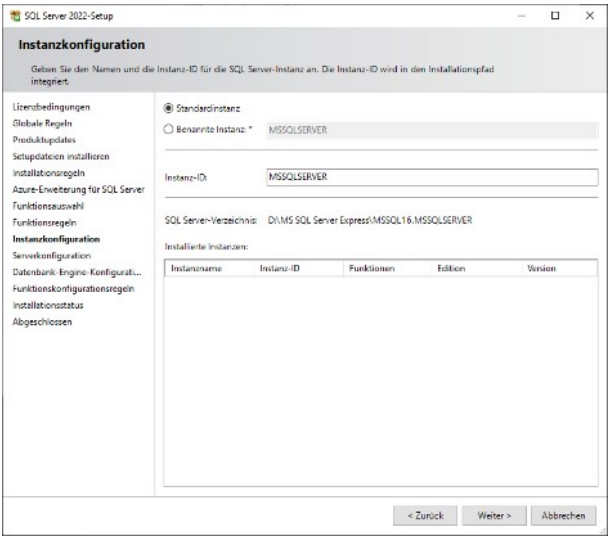 SQL Server 2022-Setup
Instanzkonfiguration
Geben Sie den Namen und die Instanz-ID für die SQL Server-Instanz an. Die Instanz-ID wird in den Installationspfad
integriert.
Lizenzbedingungen
Globale Regeln
Produktupdates
Setupdateien installieren
Installationsregeln
Azure-Erweiterung für SQL Server
Funktionsauswahl
Funktionsregeln
Instanzkonfiguration
Serverkonfiguration
Datenbank-Engine-Konfigurati...
Funktionskonfigurationsregeln
Installationsstatus
Abgeschlossen
Standardinstanz
Benannte Instanz: * MSSQLSERVER
Instanz-ID: MSSQLSERVER
SQL Server-Verzeichnis: D:\MS SQL Server Express\MSSQL16.MSSQLSERVER
Installierte Instanzen:
Instanzname Instanz-ID Funktionen Edition Version
< Zurück Weiter > Abbrechen